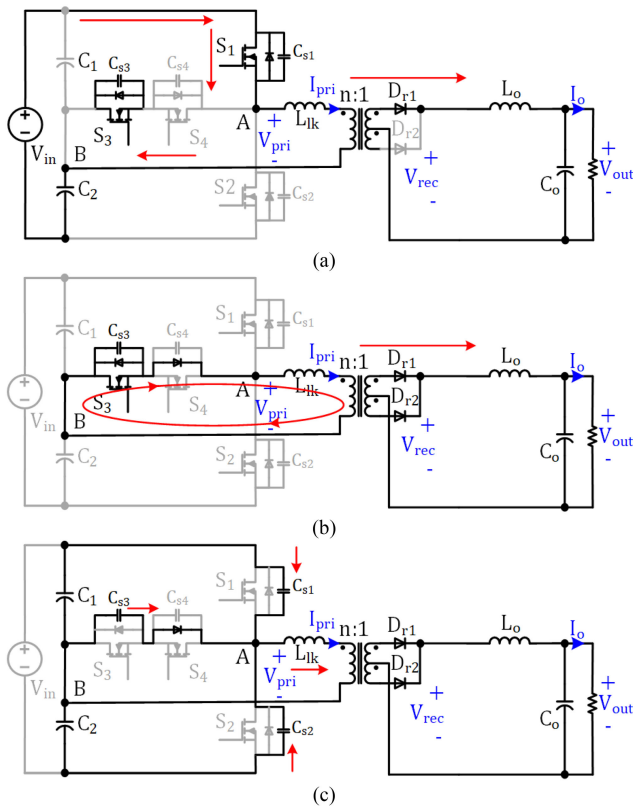 S1 Cs1
C1 Cs3 Cs4 Ipri n:1 Dr1 Lo Io
S3 S4 A Llk Dr2
Vin B + Vpri - + Vrec - Co + Vout -
C2 S2 Cs2
(a)
S1 Cs1
C1 Cs3 Cs4 Ipri n:1 Dr1 Lo Io
S3 S4 A Llk Dr2
Vin B + Vpri - + Vrec - Co + Vout -
C2 S2 Cs2
(b)
S1 Cs1
C1 Cs3 Cs4 Ipri n:1 Dr1 Lo Io
S3 S4 A Llk Dr2
Vin B + Vpri - + Vrec - Co + Vout -
C2 S2 Cs2
(c)